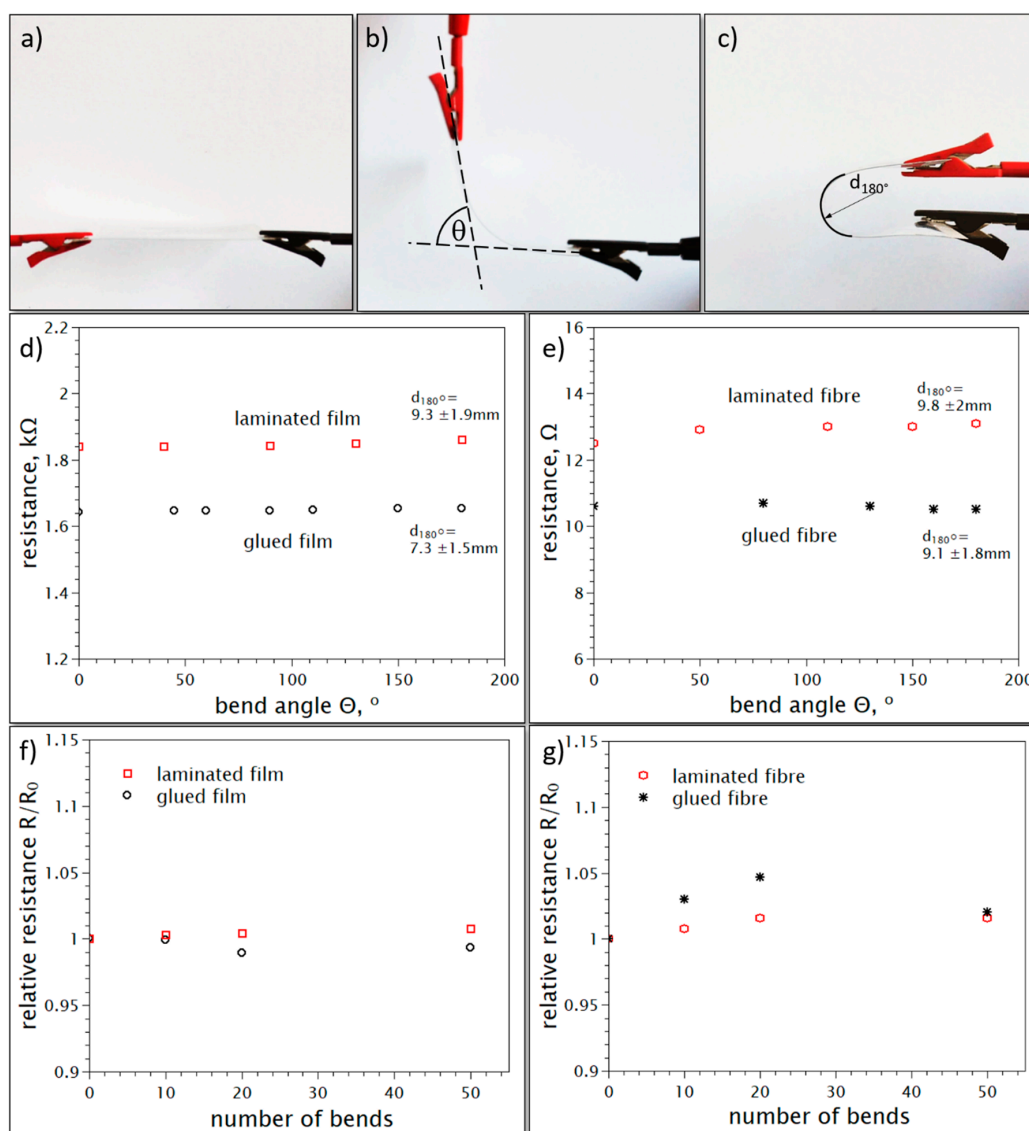 a)
b)
θ
c)
d180°
d)
2.2
2
1.8
1.6
1.4
1.2
resistance, kΩ
laminated film
d180o=
9.3 ±1.9mm
glued film
d180o=
7.3 ±1.5mm
0
50
100
150
200
bend angle Θ, o
e)
16
14
12
10
8
6
resistance, Ω
laminated fibre
d180o=
9.8 ±2mm
glued fibre
d180o=
9.1 ±1.8mm
0
50
100
150
200
bend angle Θ, o
f)
1.15
1.1
1.05
1
0.95
0.9
relative resistance R/R0
laminated film
glued film
0
10
20
30
40
50
number of bends
g)
1.15
1.1
1.05
1
0.95
0.9
relative resistance R/R0
laminated fibre
glued fibre
0
10
20
30
40
50
number of bends